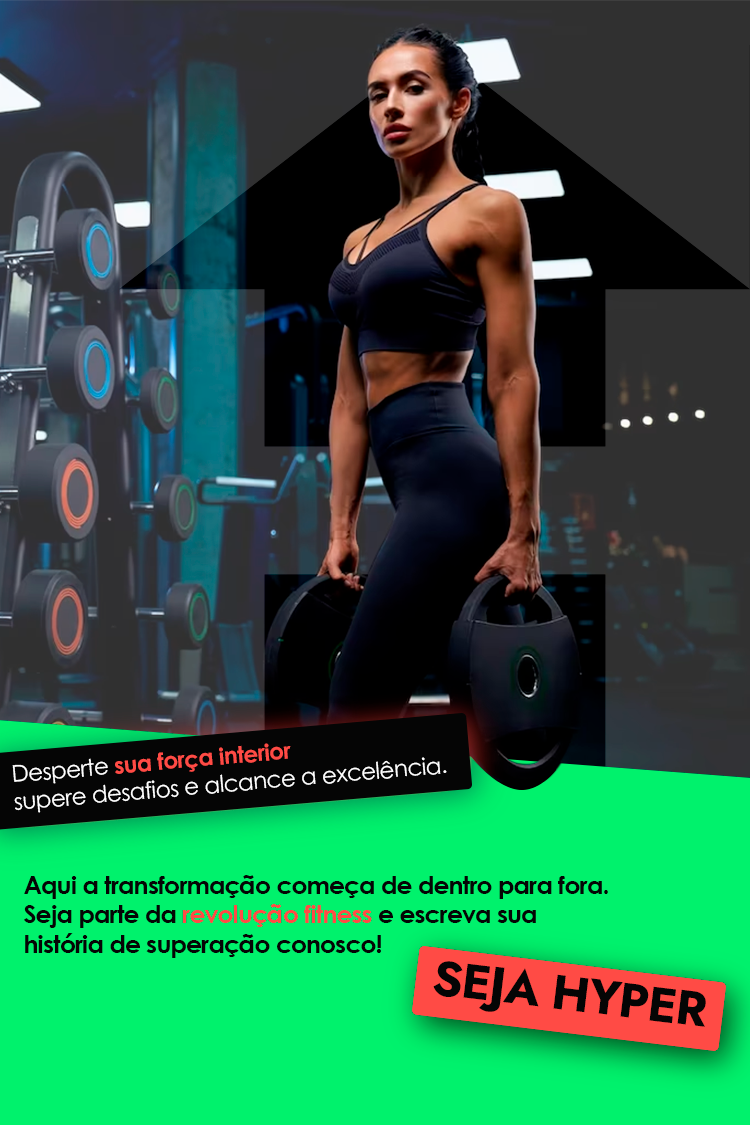 Desperte sua força interior
supere desafios e alcance a excelência.
Aqui a transformação começa de dentro para fora.
Seja parte da revolução fitness e escreva sua
história de superação conosco!
SEJA HYPER